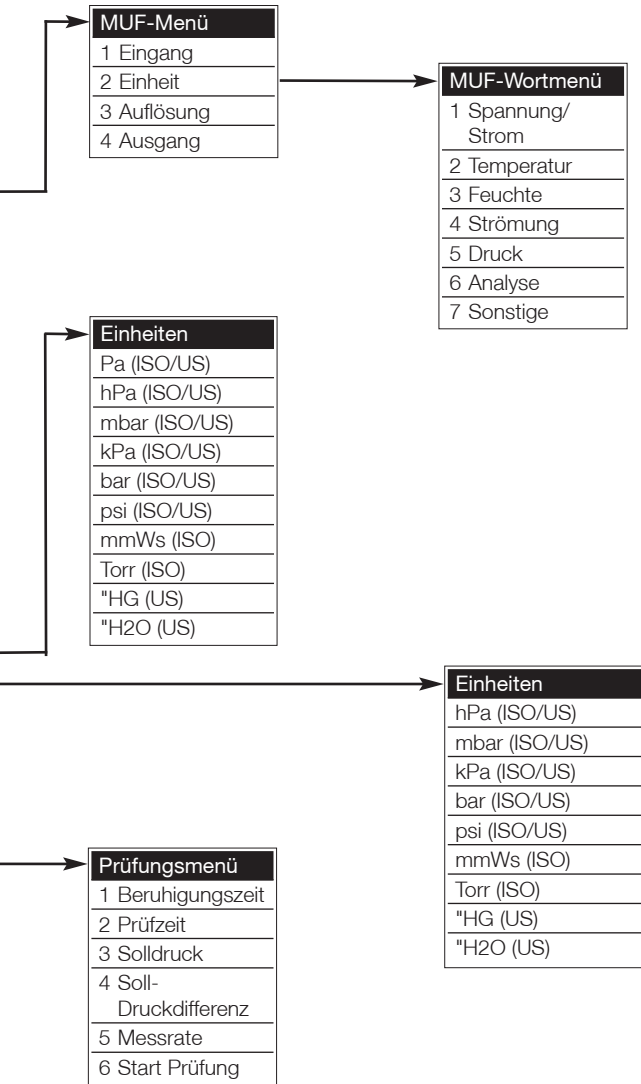 MUF-Menü
1 Eingang
2 Einheit
3 Auflösung
4 Ausgang
MUF-Wortmenü
1 Spannung/
Strom
2 Temperatur
3 Feuchte
4 Strömung
5 Druck
6 Analyse
7 Sonstige
Einheiten
Pa (ISO/US)
hPa (ISO/US)
mbar (ISO/US)
kPa (ISO/US)
bar (ISO/US)
psi (ISO/US)
mmWs (ISO)
Torr (ISO)
"HG (US)
"H2O (US)
Einheiten
hPa (ISO/US)
mbar (ISO/US)
kPa (ISO/US)
bar (ISO/US)
psi (ISO/US)
mmWs (ISO)
Torr (ISO)
"HG (US)
"H2O (US)
Prüfungsmenü
1 Beruhigungszeit
2 Prüfzeit
3 Solldruck
4 Soll-
Druckdifferenz
5 Messrate
6 Start Prüfung